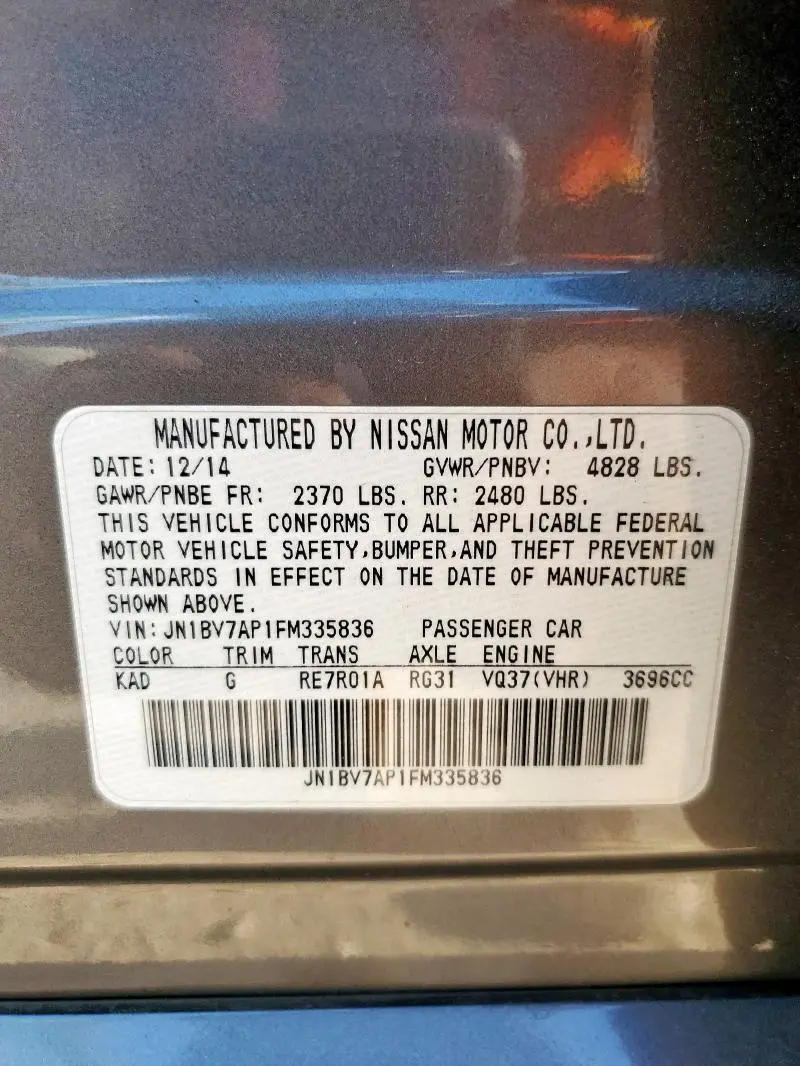 MANUFACTURED BY NISSAN MOTOR CO.,LTD.
DATE: 12/14 GVWR/PNBV: 4828 LBS.
GAWR/PNBE FR: 2370 LBS. RR: 2480 LBS.
THIS VEHICLE CONFORMS TO ALL APPLICABLE FEDERAL
MOTOR VEHICLE SAFETY,BUMPER,AND THEFT PREVENTION
STANDARDS IN EFFECT ON THE DATE OF MANUFACTURE
SHOWN ABOVE.
VIN: JN1BV7AP1FM335836 PASSENGER CAR
COLOR TRIM TRANS AXLE ENGINE
KAD G RE7R01A RG31 VQ37(VHR) 3696CC
JN1BV7AP1FM335836